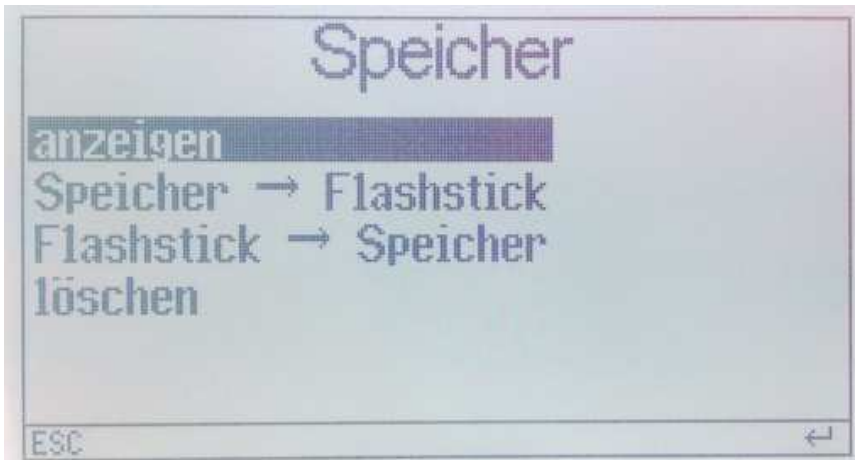 Speicher
anzeigen
Speicher → Flashstick
Flashstick → Speicher
löschen
ESC ↵